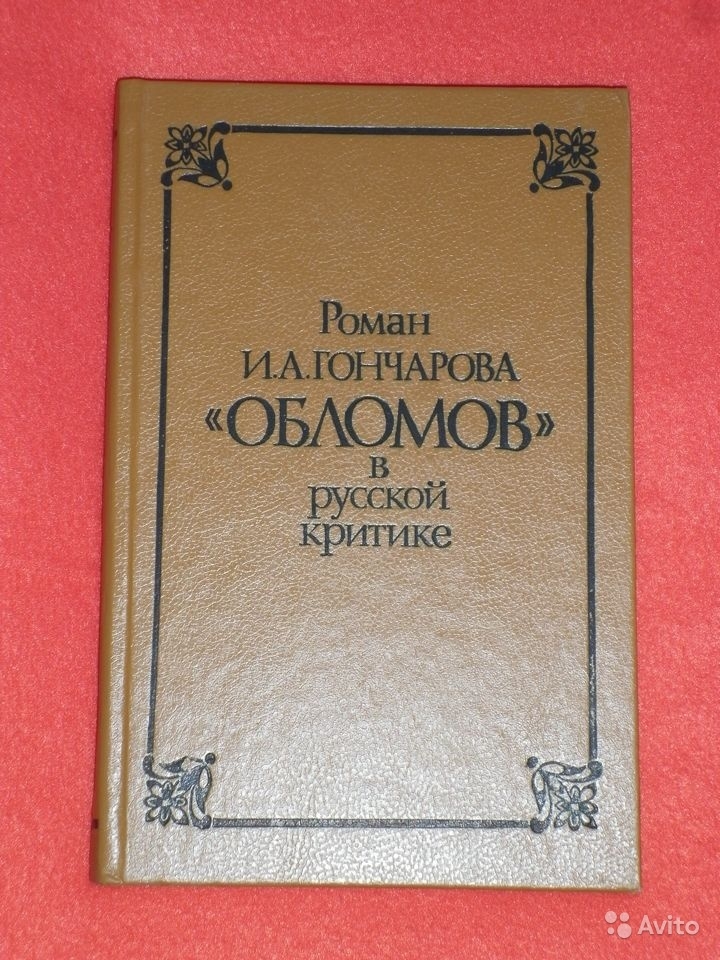 Роман
И.А.ГОНЧАРОВА
«ОБЛОМОВ»
в
русской
критике
Avito